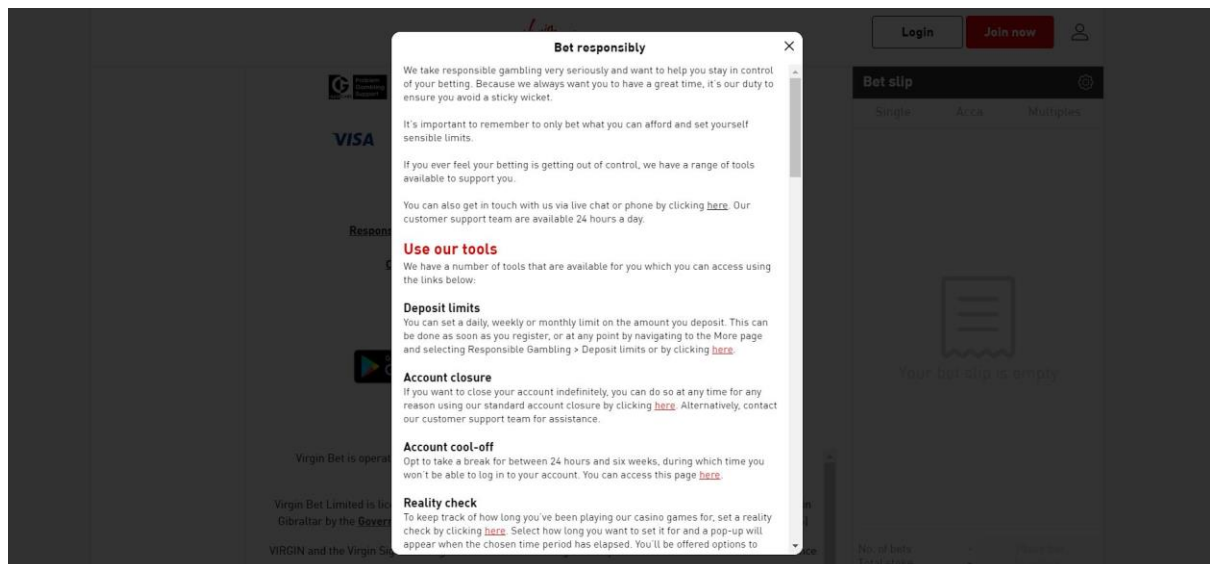 Login
Join now
Bet responsibly
We take responsible gambling very seriously and want to help you stay in control
of your betting. Because we always want you to have a great time, it's our duty to
ensure you avoid a sticky wicket.
It's important to remember to only bet what you can afford and set yourself
sensible limits.
If you ever feel your betting is getting out of control, we have a range of tools
available to support you.
You can also get in touch with us via live chat or phone by clicking here. Our
customer support team are available 24 hours a day.
Use our tools
We have a number of tools that are available for you which you can access using
the links below:
Deposit limits
You can set a daily, weekly or monthly limit on the amount you deposit. This can
be done as soon as you register, or at any point by navigating to the More page
and selecting Responsible Gambling > Deposit limits or by clicking here.
Account closure
If you want to close your account indefinitely, you can do so at any time for any
reason using our standard account closure by clicking here. Alternatively, contact
our customer support team for assistance.
Account cool-off
Opt to take a break for between 24 hours and six weeks, during which time you
won't be able to log in to your account. You can access this page here.
Reality check
To keep track of how long you've been playing our casino games for, set a reality
check by clicking here. Select how long you want to set it for and a pop-up will
appear when the chosen time period has elapsed. You'll be offered options to
Problem
Gambling
Support
VISA
Virgin Bet is
Virgin Bet Limited is
Gibraltar by the
VIRGIN and the Virgin
Bet slip
Single Acca Multiples
Your bet slip is empty
No. of bets